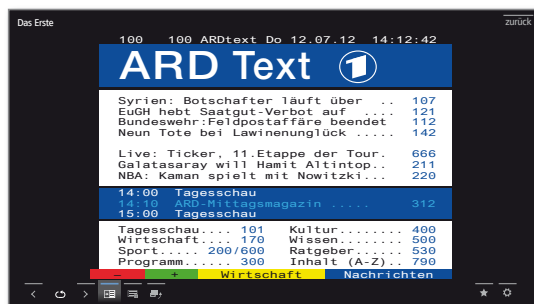 Das Erste
zurück
100 100 ARDtext Do 12.07.12 14:12:42
ARD Text 1
Syrien: Botschafter läuft über .. 107
EuGH hebt Saatgut-Verbot auf .... 121
Bundeswehr:Feldpostaffäre beendet 112
Neun Tote bei Lawinenunglück ..... 142
Live: Ticker, 11.Etappe der Tour. 666
Galatasaray will Hamit Altintop.. 211
NBA: Kaman spielt mit Nowitzki... 220
14:00 Tagesschau
14:10 ARD-Mittagsmagazin ..... 312
15:00 Tagesschau
Tagesschau.... 101 Kultur....... 400
Wirtschaft.... 170 Wissen........ 500
Sport..... 200/600 Ratgeber...... 530
Programm...... 300 Inhalt (A-Z).. 790
– + Wirtschaft Nachrichten